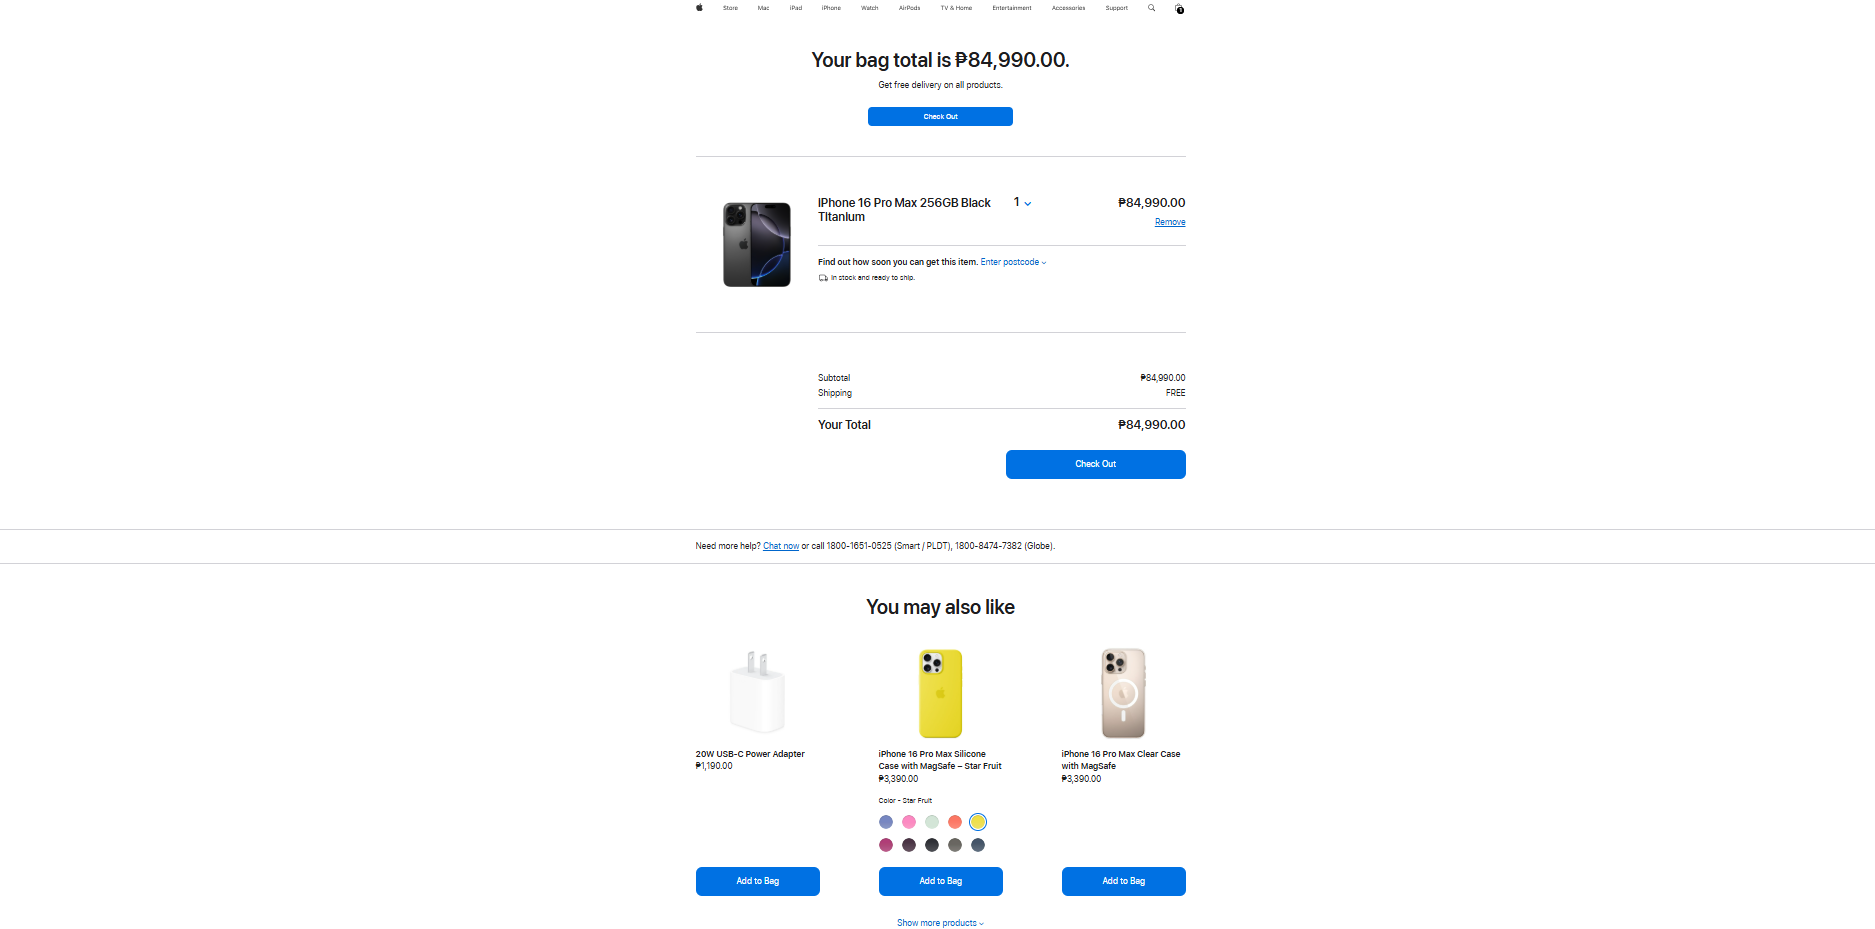 Store Mac iPad iPhone Watch AirPods TV & Home Entertainment Accessories Support 1
Your bag total is ₱84,990.00.
Get free delivery on all products.
Check Out
iPhone 16 Pro Max 256GB Black
Titanium
1
₱84,990.00
Remove
Find out how soon you can get this item. Enter postcode
In stock and ready to ship.
Subtotal ₱84,990.00
Shipping FREE
Your Total ₱84,990.00
Check Out
Need more help? Chat now or call 1800-1651-0525 (Smart / PLDT), 1800-8474-7382 (Globe).
You may also like
20W USB-C Power Adapter
₱1,190.00
Add to Bag
iPhone 16 Pro Max Silicone
Case with MagSafe – Star Fruit
₱3,390.00
Color - Star Fruit
Add to Bag
iPhone 16 Pro Max Clear Case
with MagSafe
₱3,390.00
Add to Bag
Show more products